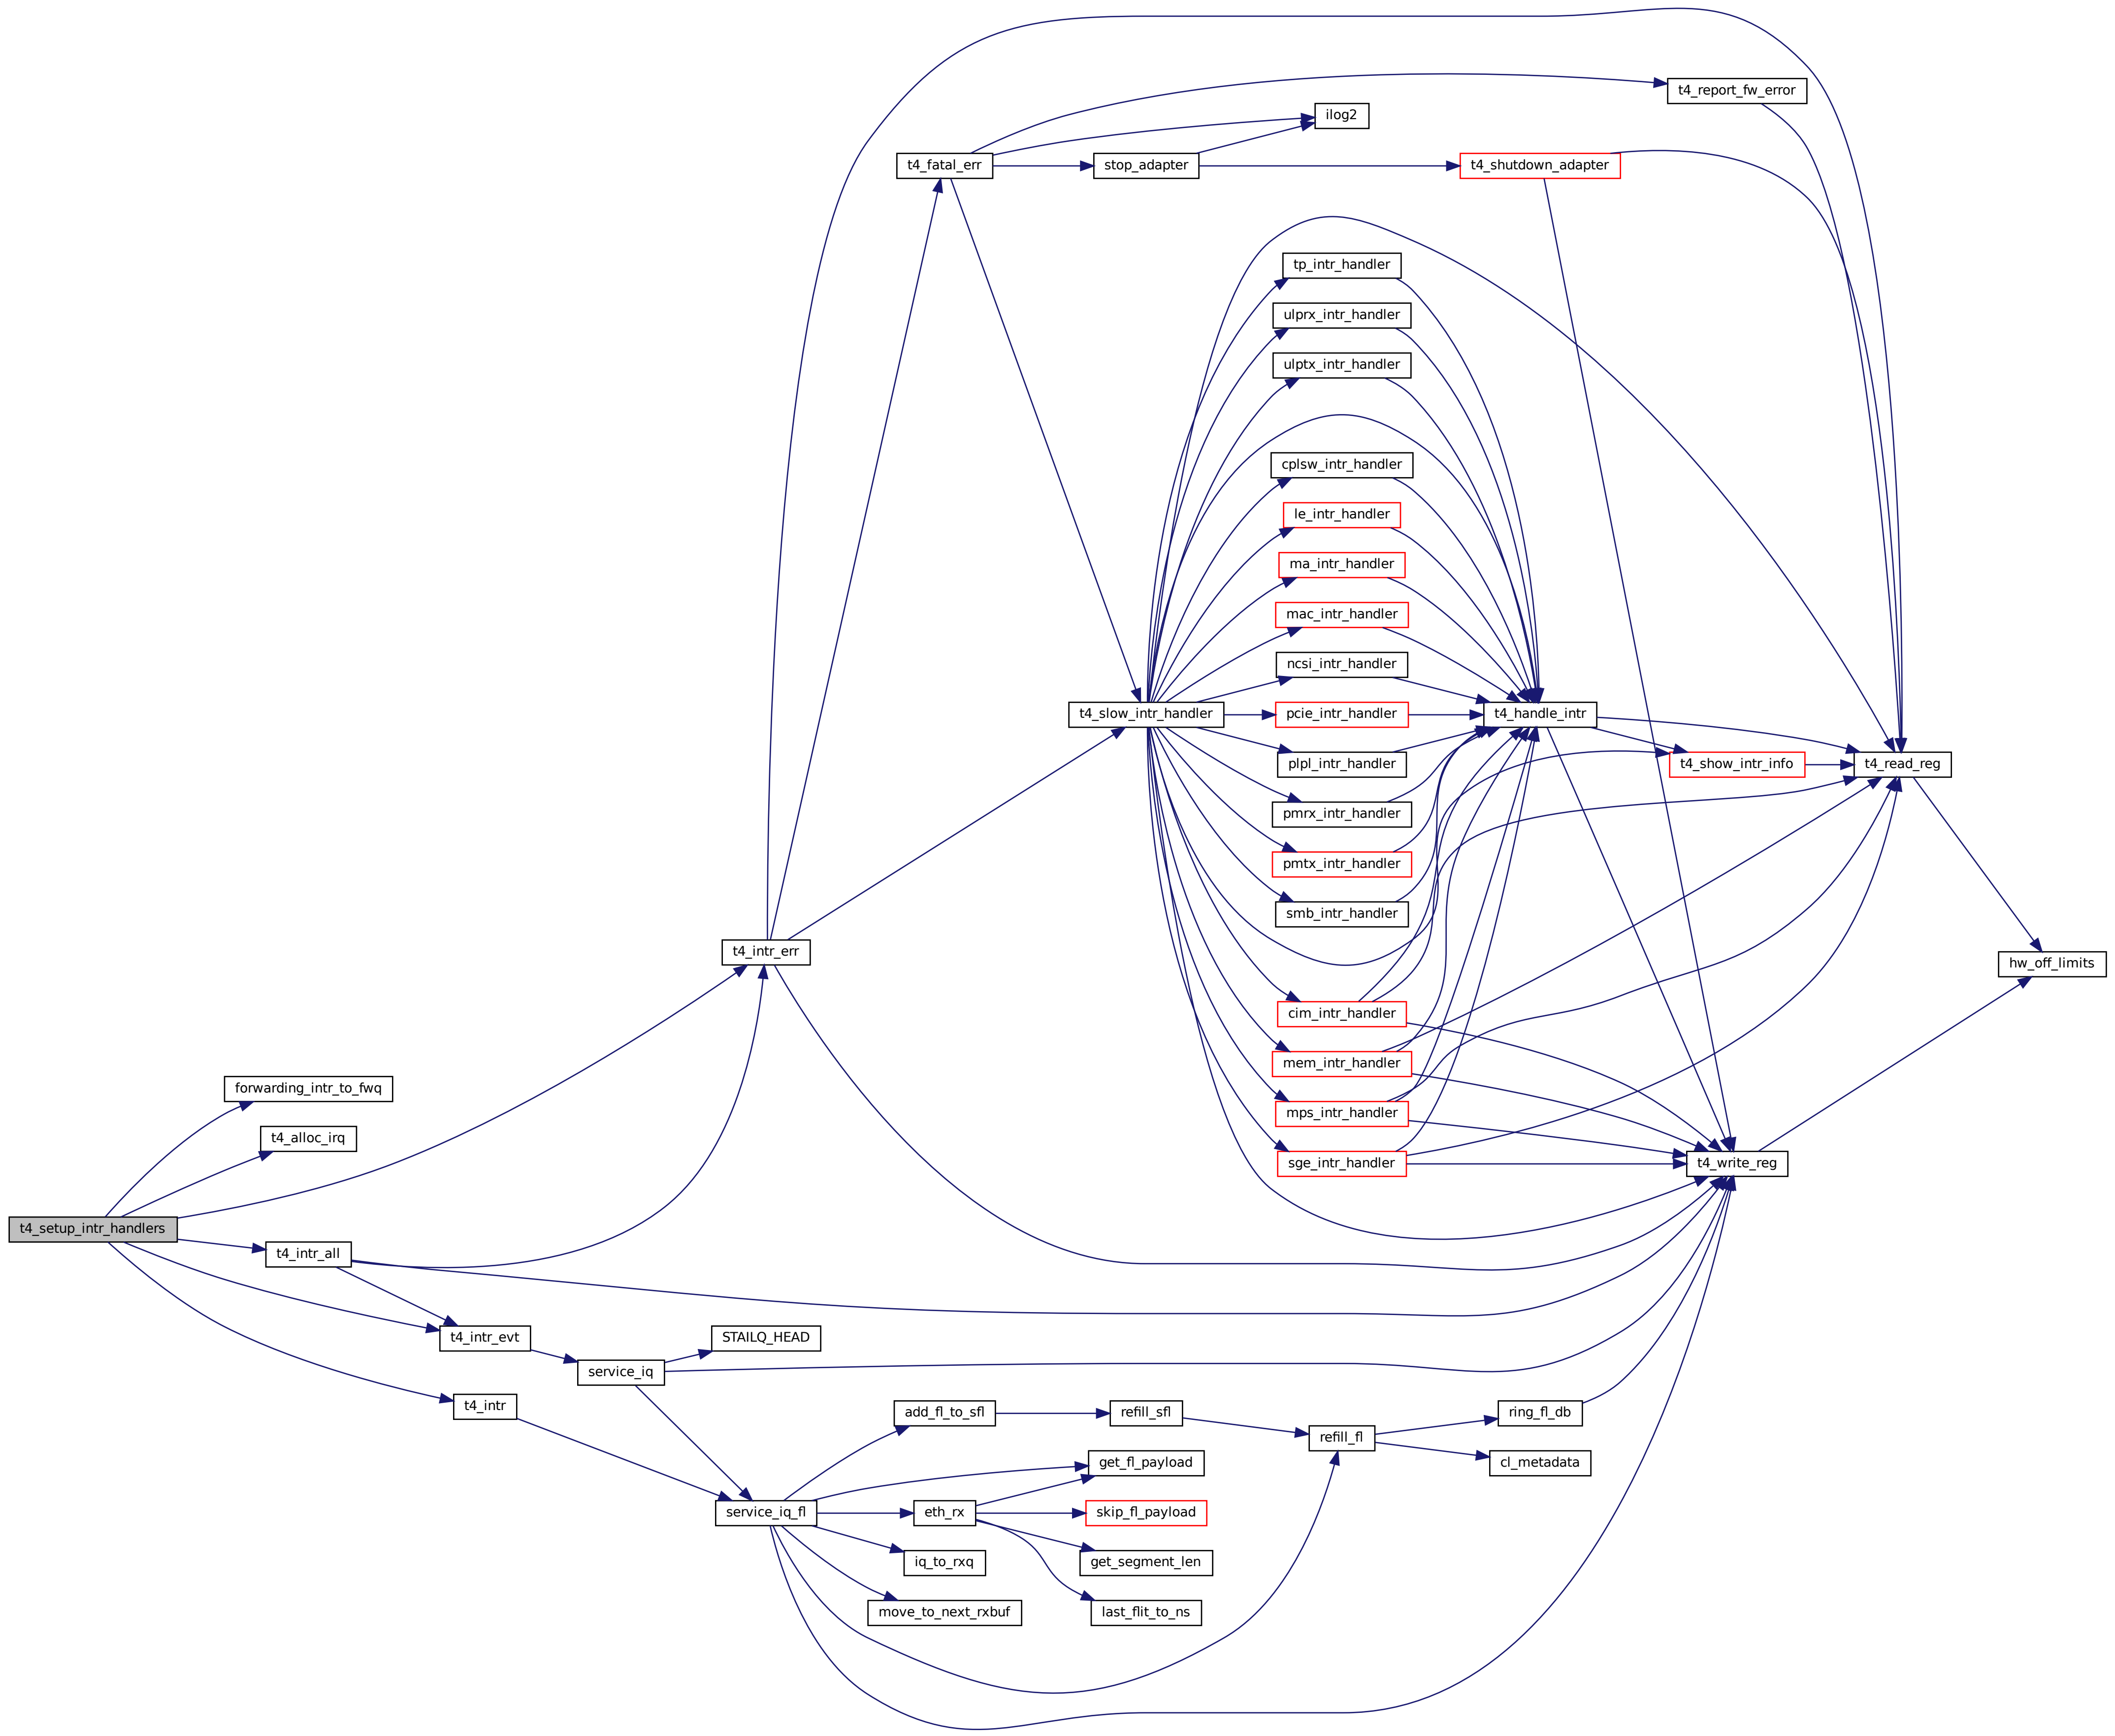 t4_report_fw_error
ilog2
t4_fatal_err
stop_adapter
t4_shutdown_adapter
tp_intr_handler
ulprx_intr_handler
ulptx_intr_handler
cplsw_intr_handler
le_intr_handler
ma_intr_handler
mac_intr_handler
ncsi_intr_handler
t4_slow_intr_handler
pcie_intr_handler
t4_handle_intr
plpl_intr_handler
t4_show_intr_info
t4_read_reg
pmrx_intr_handler
pmtx_intr_handler
smb_intr_handler
t4_intr_err
hw_off_limits
cim_intr_handler
mem_intr_handler
forwarding_intr_to_fwq
mps_intr_handler
t4_alloc_irq
sge_intr_handler
t4_write_reg
t4_setup_intr_handlers
t4_intr_all
t4_intr_evt
STAILQ_HEAD
service_iq
t4_intr
add_fl_to_sfl
refill_sfl
ring_fl_db
refill_fl
get_fl_payload
cl_metadata
service_iq_fl
eth_rx
skip_fl_payload
iq_to_rxq
get_segment_len
move_to_next_rxbuf
last_flit_to_ns